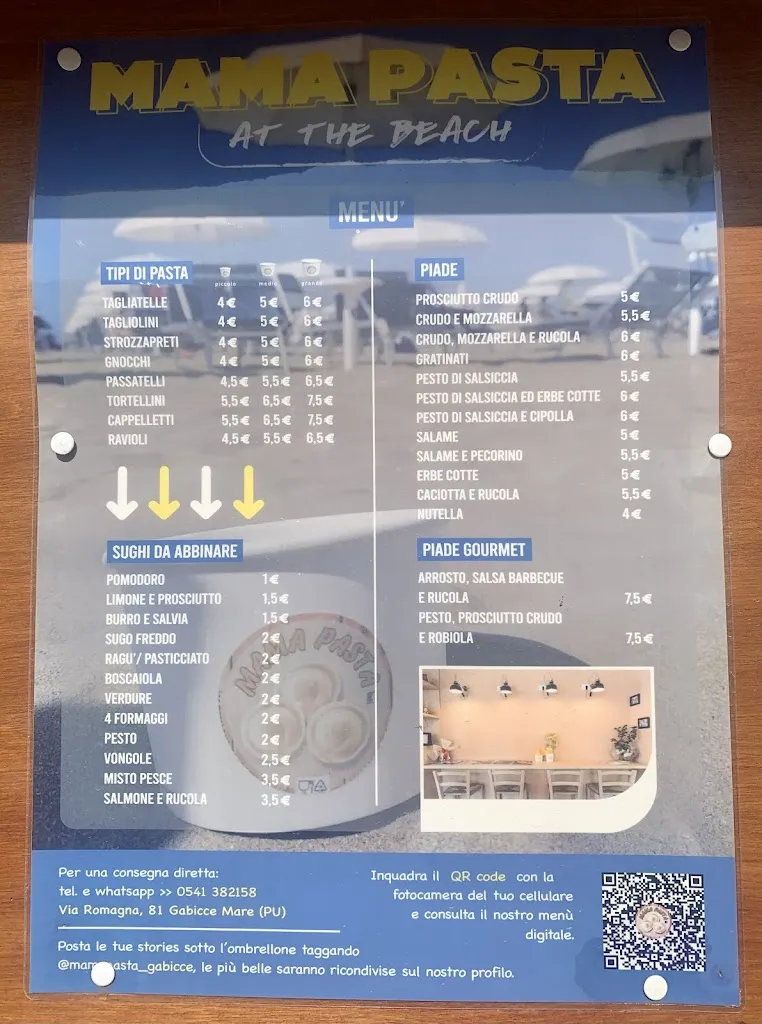 MAMA PASTA
AT THE BEACH
MENU'
TIPI DI PASTA
piccolo medio grande
TAGLIATELLE 4€ 5€ 6€
TAGLIOLINI 4€ 5€ 6€
STROZZAPRETI 4€ 5€ 6€
GNOCCHI 4€ 5€ 6€
PASSATELLI 4,5€ 5,5€ 6,5€
TORTELLINI 5,5€ 6,5€ 7,5€
CAPPELLETTI 5,5€ 6,5€ 7,5€
RAVIOLI 4,5€ 5,5€ 6,5€
SUGHI DA ABBINARE
POMODORO 1€
LIMONE E PROSCIUTTO 1,5€
BURRO E SALVIA 1,5€
SUGO FREDDO 2€
RAGU'/ PASTICCIATO 2€
BOSCAIOLA 2€
VERDURE 2€
4 FORMAGGI 2€
PESTO 2€
VONGOLE 2,5€
MISTO PESCE 3,5€
SALMONE E RUCOLA 3,5€
MAMA PASTA
PIADE
PROSCIUTTO CRUDO 5€
CRUDO E MOZZARELLA 5,5€
CRUDO, MOZZARELLA E RUCOLA 6€
GRATINATI 6€
PESTO DI SALSICCIA 5,5€
PESTO DI SALSICCIA ED ERBE COTTE 6€
PESTO DI SALSICCIA E CIPOLLA 6€
SALAME 5€
SALAME E PECORINO 5,5€
ERBE COTTE 5€
CACIOTTA E RUCOLA 5,5€
NUTELLA 4€
PIADE GOURMET
ARROSTO, SALSA BARBECUE
E RUCOLA 7,5€
PESTO, PROSCIUTTO CRUDO
E ROBIOLA 7,5€
Per una consegna diretta:
tel. e whatsapp >> 0541 382158
Via Romagna, 81 Gabicce Mare (PU)
Posta le tue stories sotto l'ombrellone taggando
@mamapasta_gabicce, le più belle saranno ricondivise sul nostro profilo.
Inquadra il QR code con la
fotocamera del tuo cellulare
e consulta il nostro menù
digitale.